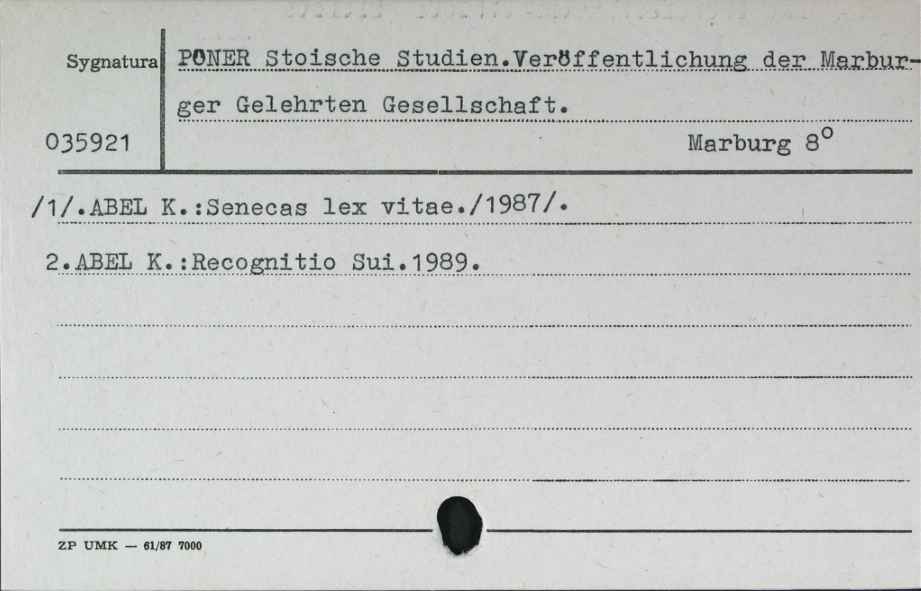 Sygnatura
PONER Stoische Studien.Veröffentlichung der Marbur-
ger Gelehrten Gesellschaft.
035921
Marburg 8°
/1/.ABEL K.:Senecas lex vitae./1987/.
2.ABEL K.:Recognitio Sui.1989.
ZP UMK — 61/87 7000